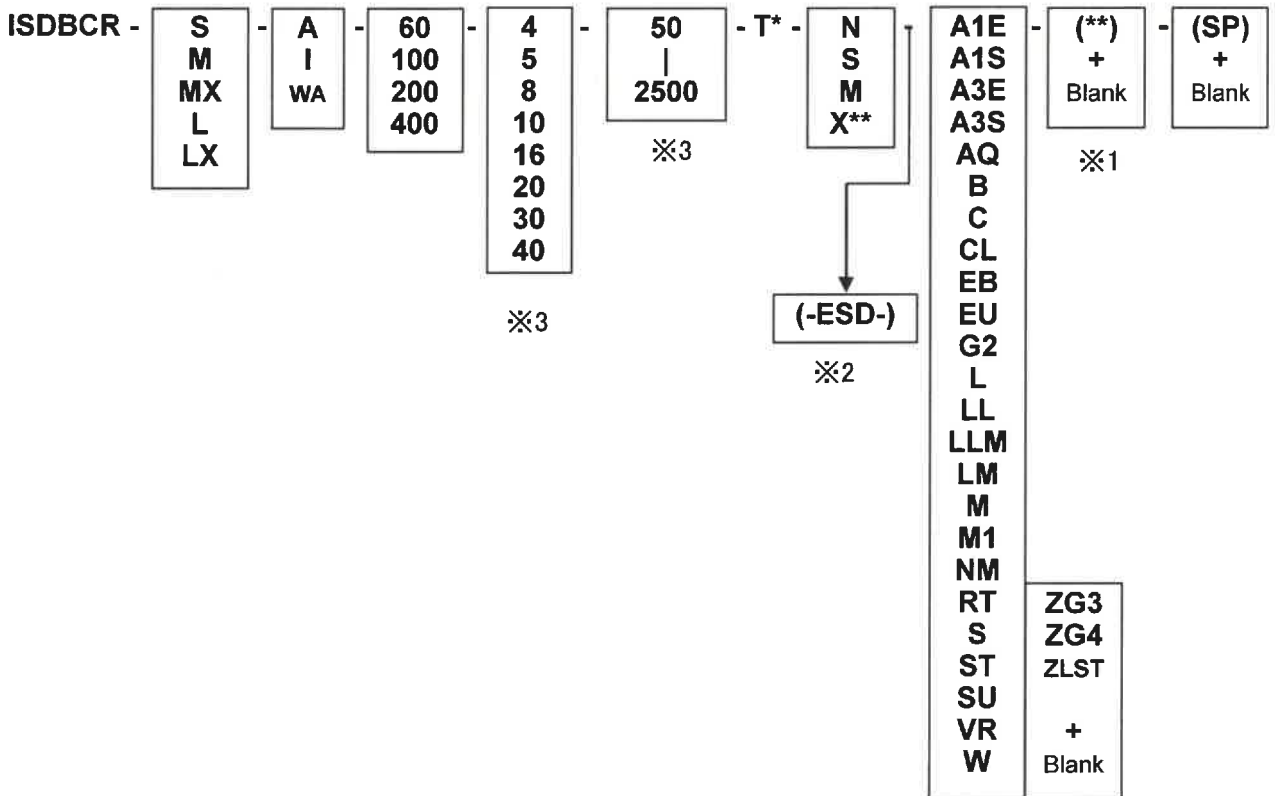 ISDBCR - S - A - 60 - 4 - 50 - T* - N - A1E - (**) - (SP)
M I 100 5 | S A1S + +
MX WA 200 8 2500 M A3E Blank Blank
L 400 10 X** A3S
LX 16 ※3 AQ ※1
20 B
30 C
40 CL
EB
※3 (-ESD-) EU
G2
※2 L
LL
LLM
LM
M
M1
NM
RT ZG3
S ZG4
ST ZLST
SU
VR +
W Blank